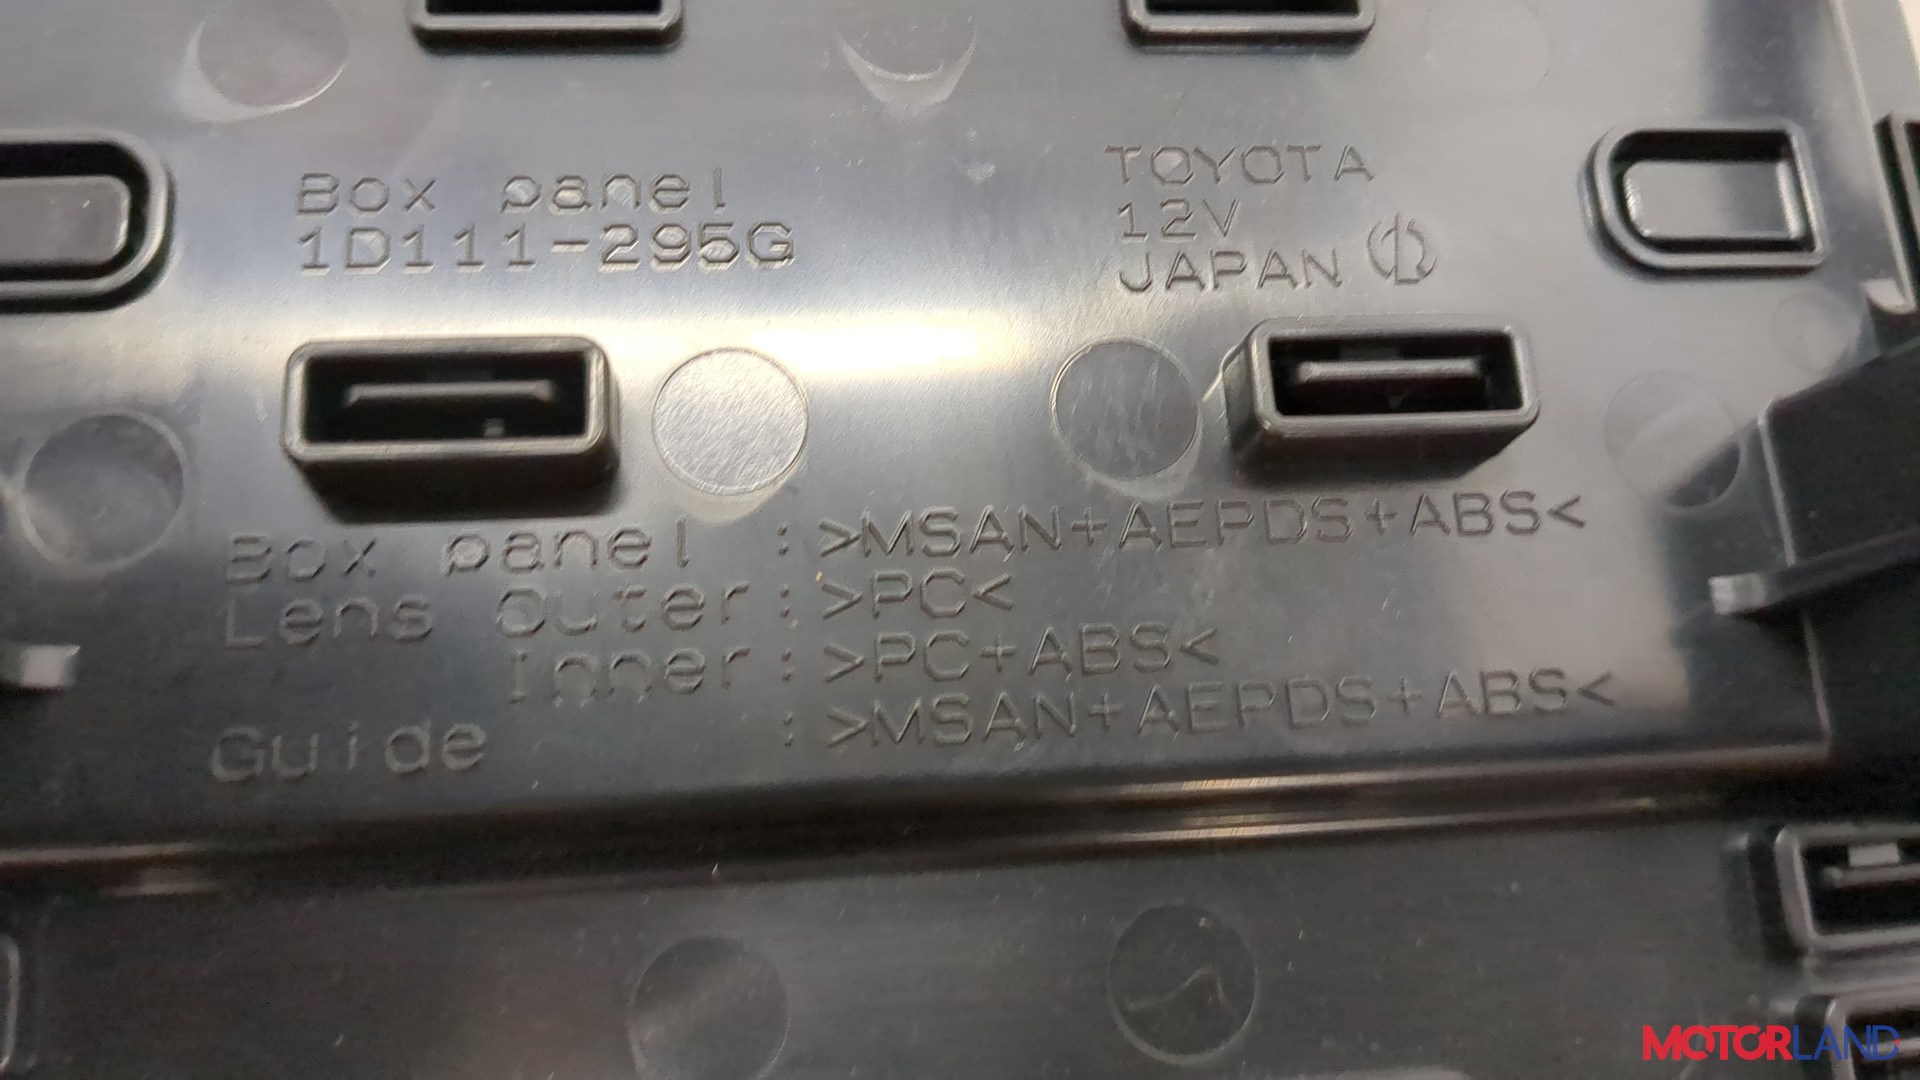 Box panel
1D111-295G
TOYOTA
12V
JAPAN
Box panel :>MSAN+AEPDS+ABS<
Lens Outer:>PC<
Inner:>PC+ABS<
Guide :>MSAN+AEPDS+ABS<
MOTORLAND